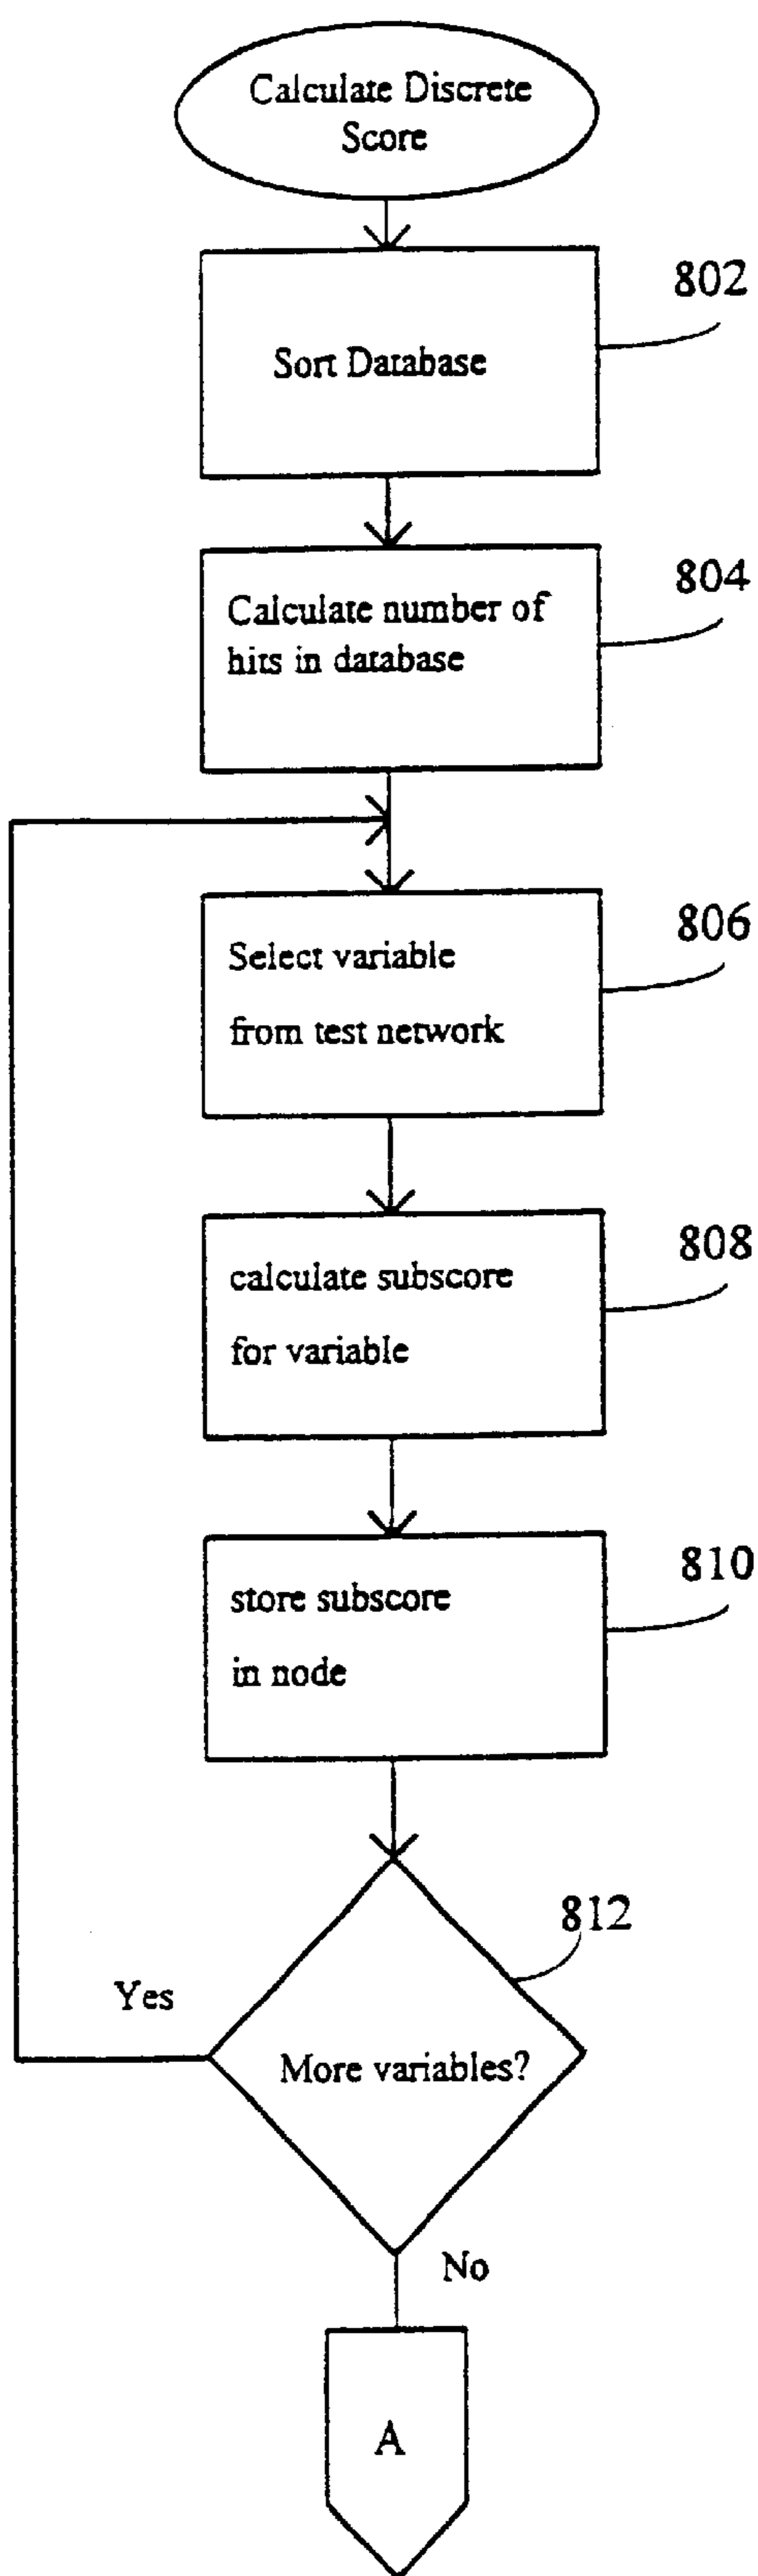 Calculate Discrete
Score
802
Sort Database
804
Calculate number of
hits in database
806
Select variable
from test network
808
calculate subscore
for variable
810
store subscore
in node
812
Yes
More variables?
No
A